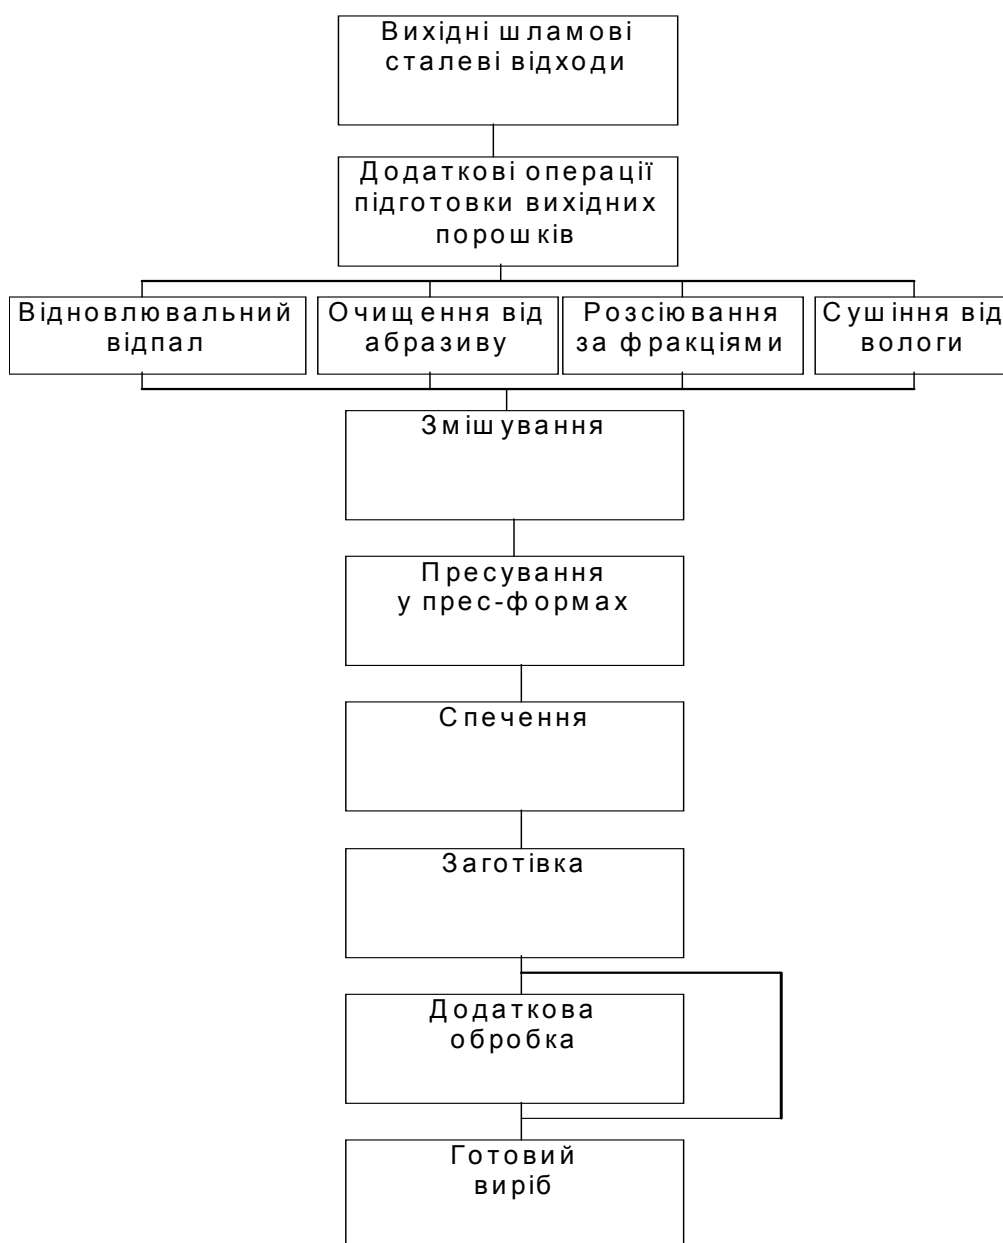 Вихідні шламові
сталеві відходи
Додаткові операції
підготовки вихідних
порошків
Відновлювальний
відпал
Очищення від
абразиву
Розсіювання
за фракціями
Сушіння від
вологи
Змішування
Пресування
у прес-формах
Спечення
Заготівка
Додаткова
обробка
Готовий
виріб